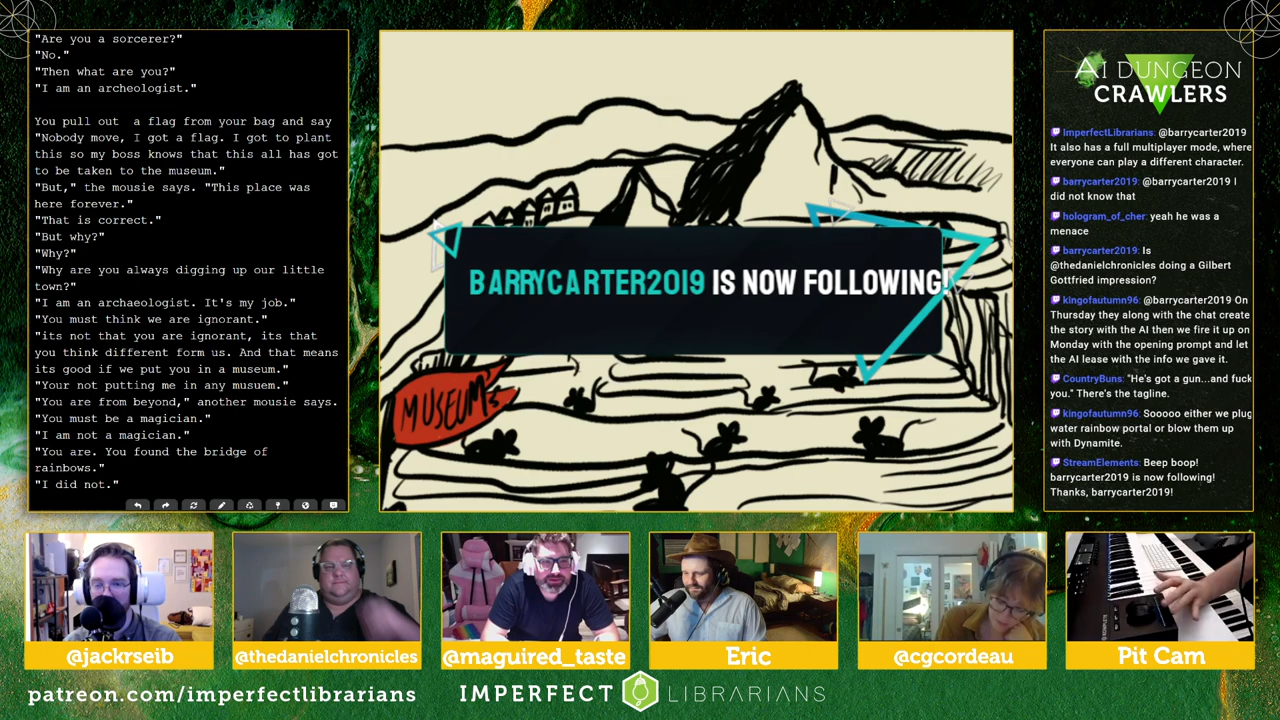 "Are you a sorcerer?"
"No."
"Then what are you?"
"I am an archeologist."
You pull out  a flag from your bag and say
"Nobody move, I got a flag. I got to plant
this so my boss knows that this all has got
to be taken to the museum."
"But," the mousie says. "This place was
here forever."
"That is correct."
"But why?"
"Why?"
"Why are you always digging up our little
town?"
"I am an archaeologist. It's my job."
"You must think we are ignorant."
"its not that you are ignorant, its that
you think different form us. And that means
its good if we put you in a museum."
"Your not putting me in any musuem."
"You are from beyond," another mousie says.
"You must be a magician."
"I am not a magician."
"You are. You found the bridge of
rainbows."
"I did not."
BARRYCARTER2019 IS NOW FOLLOWING!
MUSEUM
AI DUNGEON
CRAWLERS
ImperfectLibrarians: @barrycarter2019
It also has a full multiplayer mode, where
everyone can play a different character.
barrycarter2019: @barrycarter2019 I
did not know that
hologram_of_cher: yeah he was a
menace
barrycarter2019: Is
@thedanielchronicles doing a Gilbert
Gottfried impression?
kingofautumn96: @barrycarter2019 On
Thursday they along with the chat create
the story with the AI then we fire it up on
Monday with the opening prompt and let
the AI lease with the info we gave it.
CountryBuns: "He's got a gun...and fuck
you." There's the tagline.
kingofautumn96: Sooooo either we plug
water rainbow portal or blow them up
with Dynamite.
StreamElements: Beep boop!
barrycarter2019 is now following!
Thanks, barrycarter2019!
@jackrseib
@thedanielchronicles
@maguired_taste
Eric
@cgcordeau
Pit Cam
patreon.com/imperfectlibrarians
IMPERFECT LIBRARIANS